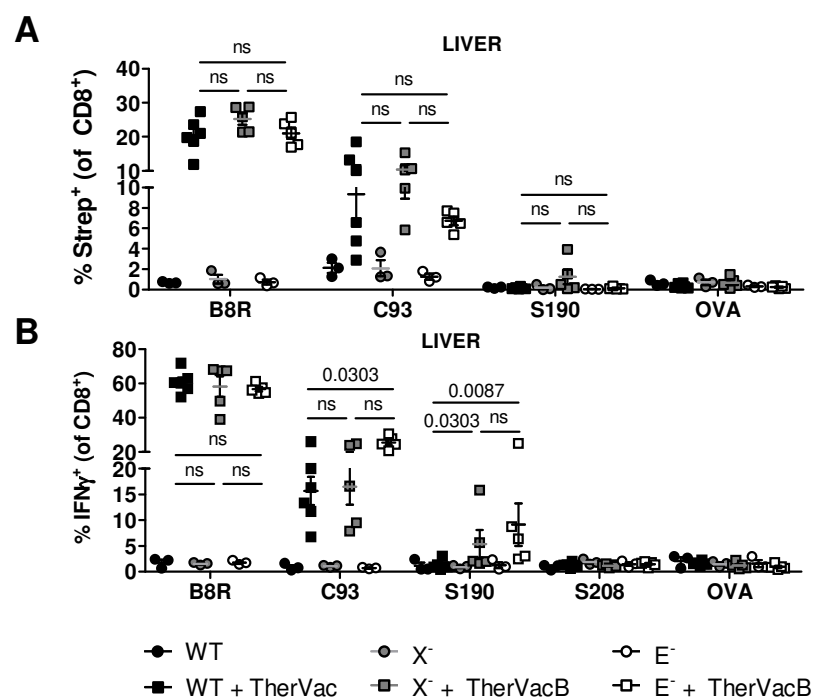 A
LIVER
% Strep⁺ (of CD8⁺)
40
30
20
10
10
8
6
4
2
0
ns
ns ns
ns
ns ns
ns
ns ns
B8R C93 S190 OVA
B
LIVER
% IFNγ⁺ (of CD8⁺)
80
60
40
20
20
15
10
5
0
ns
ns ns
0.0303
ns ns
0.0087
0.0303 ns
B8R C93 S190 S208 OVA
WT X⁻ E⁻
WT + TherVac X⁻ + TherVacB E⁻ + TherVacB